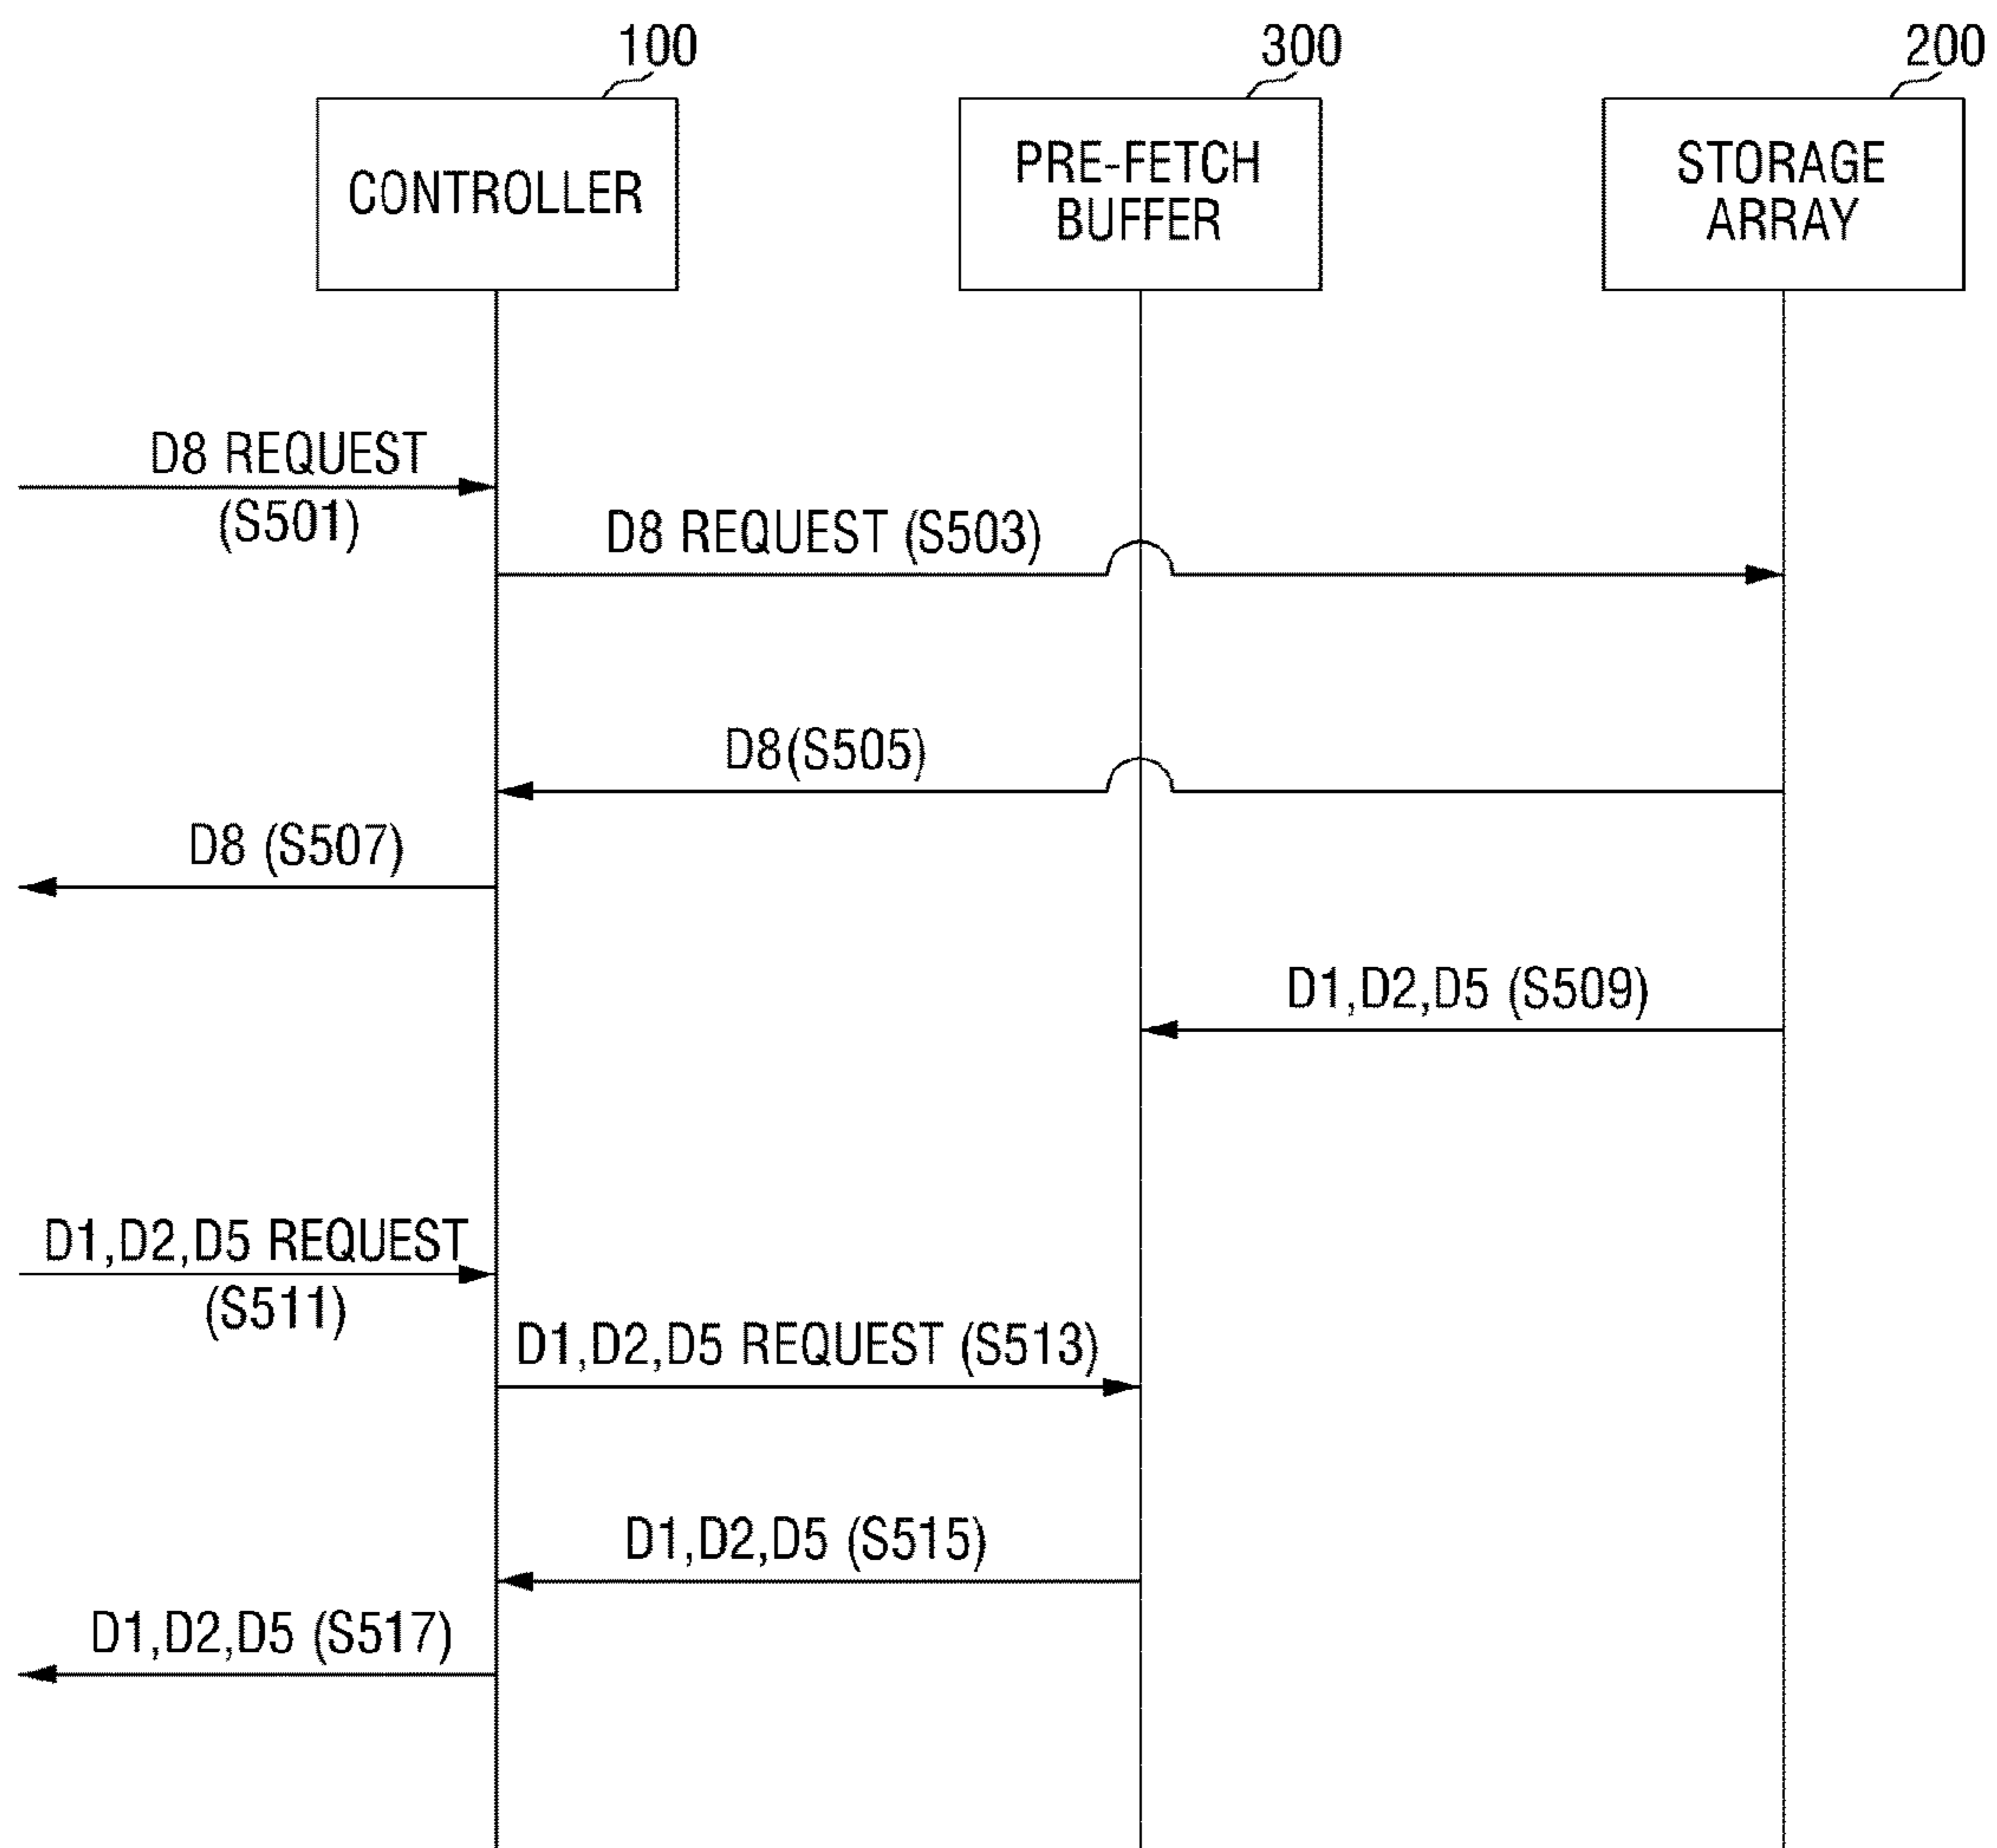 100
300
200
CONTROLLER
PRE-FETCH
BUFFER
STORAGE
ARRAY
D8 REQUEST
(S501)
D8 REQUEST (S503)
D8(S505)
D8 (S507)
D1,D2,D5 (S509)
D1,D2,D5 REQUEST
(S511)
D1,D2,D5 REQUEST (S513)
D1,D2,D5 (S515)
D1,D2,D5 (S517)